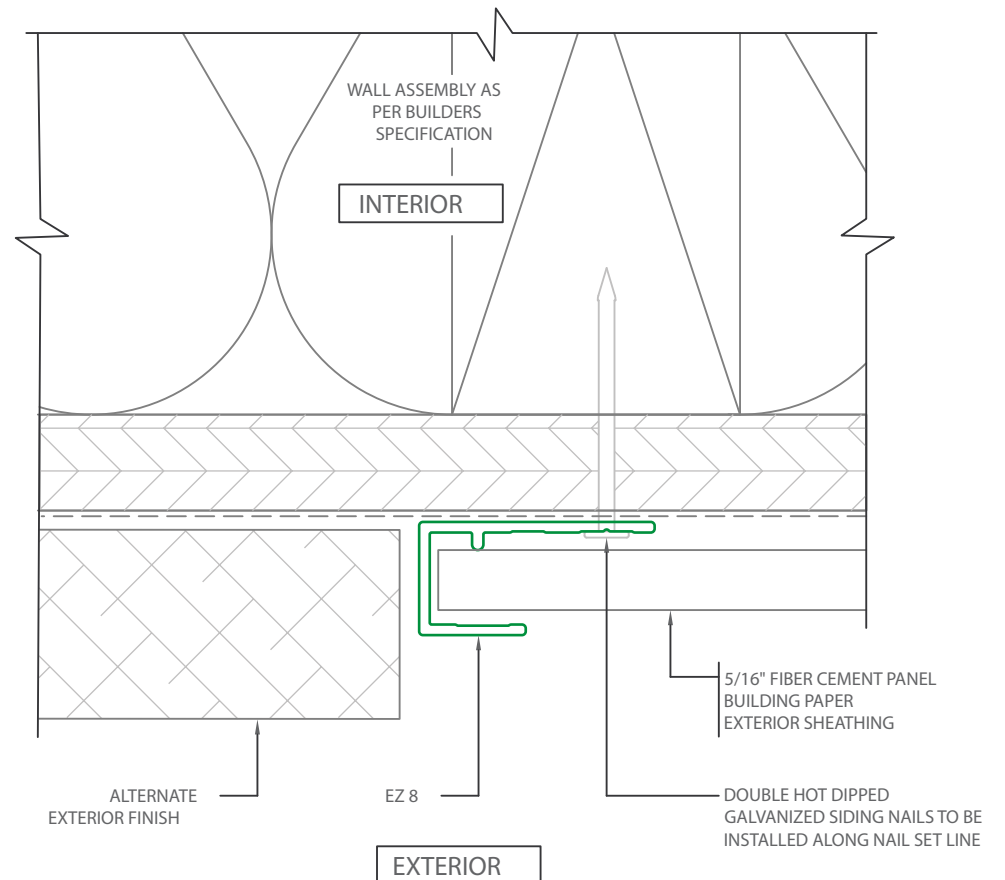 WALL ASSEMBLY AS
PER BUILDERS
SPECIFICATION
INTERIOR
5/16" FIBER CEMENT PANEL
BUILDING PAPER
EXTERIOR SHEATHING
ALTERNATE
EXTERIOR FINISH
EZ 8
DOUBLE HOT DIPPED
GALVANIZED SIDING NAILS TO BE
INSTALLED ALONG NAIL SET LINE
EXTERIOR